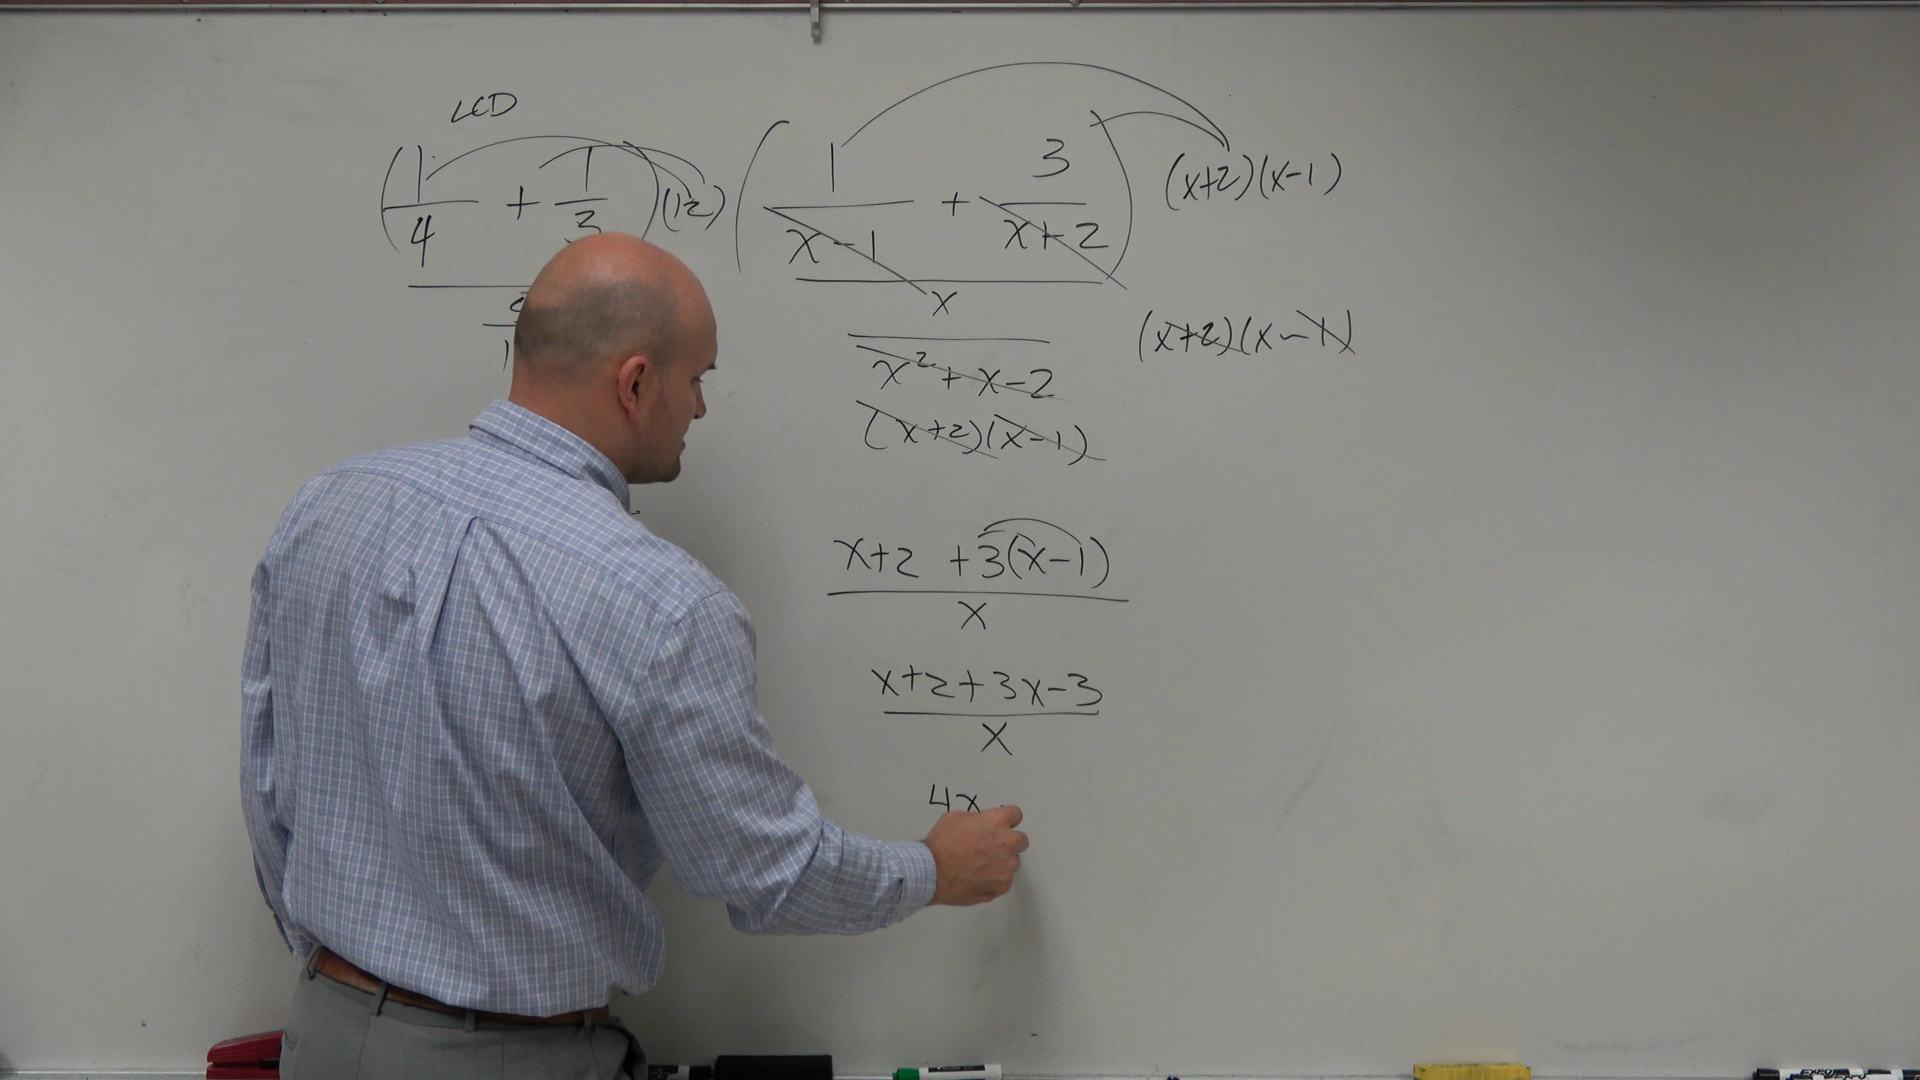 LCD
(1/4 + 1/3)(12)
(1/(x-1) + 3/(x+2)) (x+2)(x-1)
x (x+2)(x-1)
x²+x-2
(x+2)(x-1)
x+2 +3(x-1)
x
x+2+3x-3
x
4x
EXPO